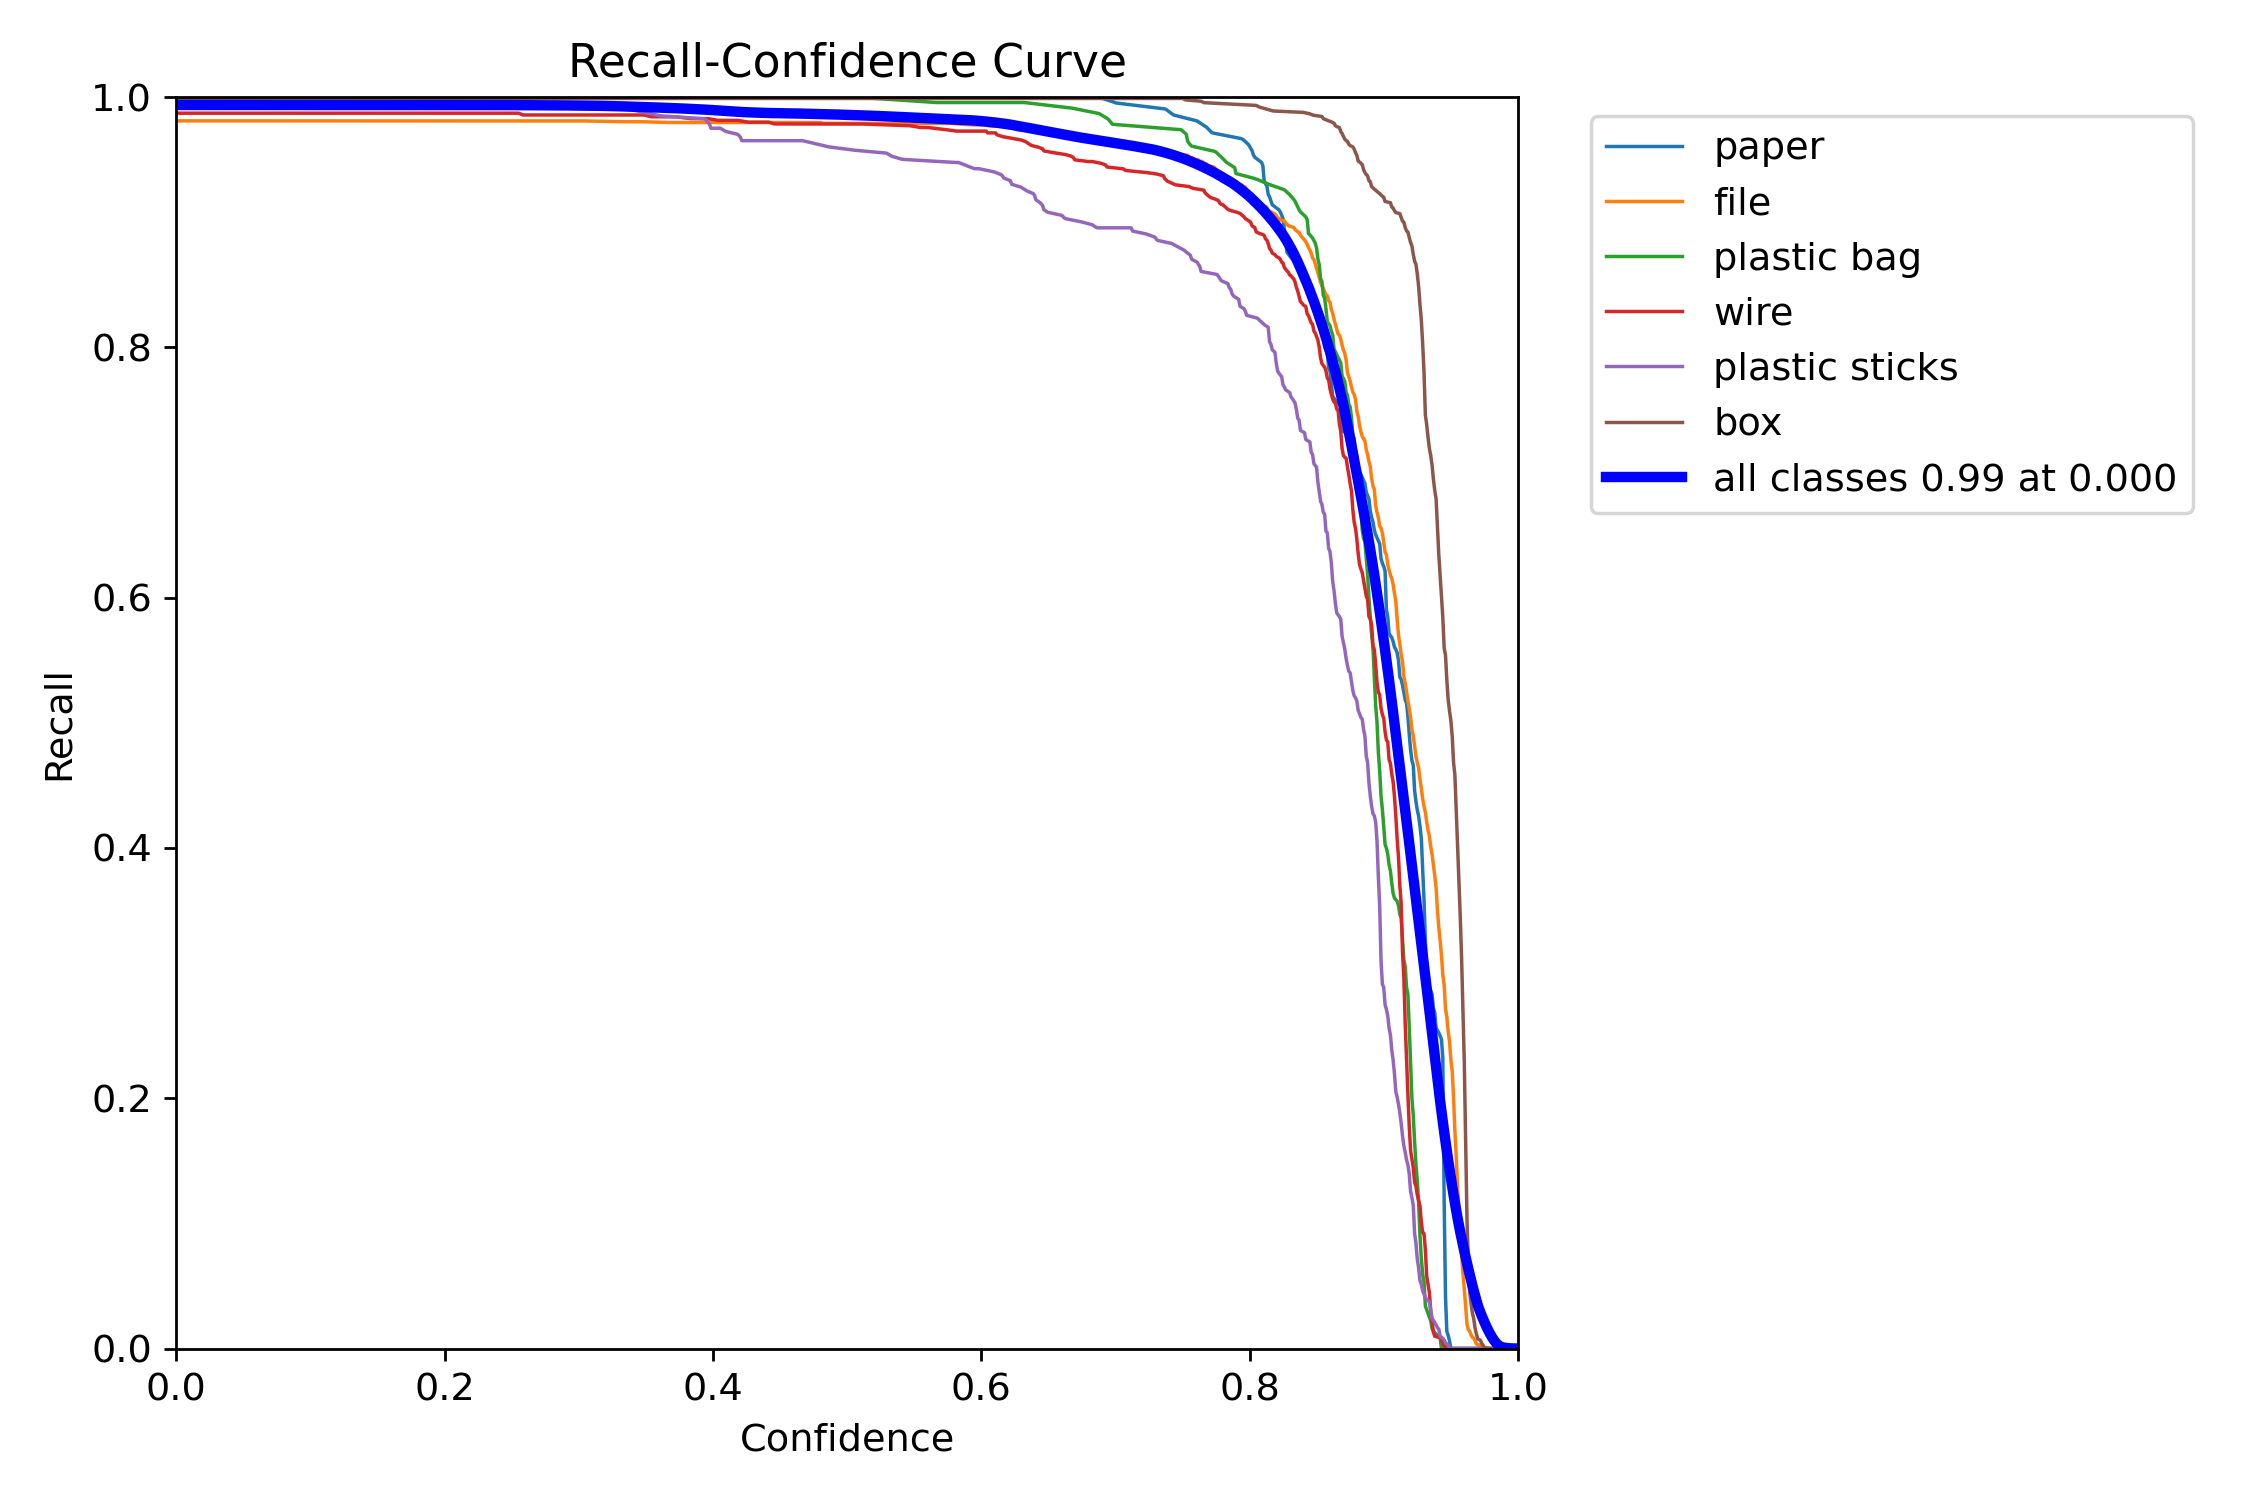 Recall-Confidence Curve
1.0
0.8
0.6
0.4
0.2
0.0
Recall
0.0 0.2 0.4 0.6 0.8 1.0
Confidence
paper
file
plastic bag
wire
plastic sticks
box
all classes 0.99 at 0.000